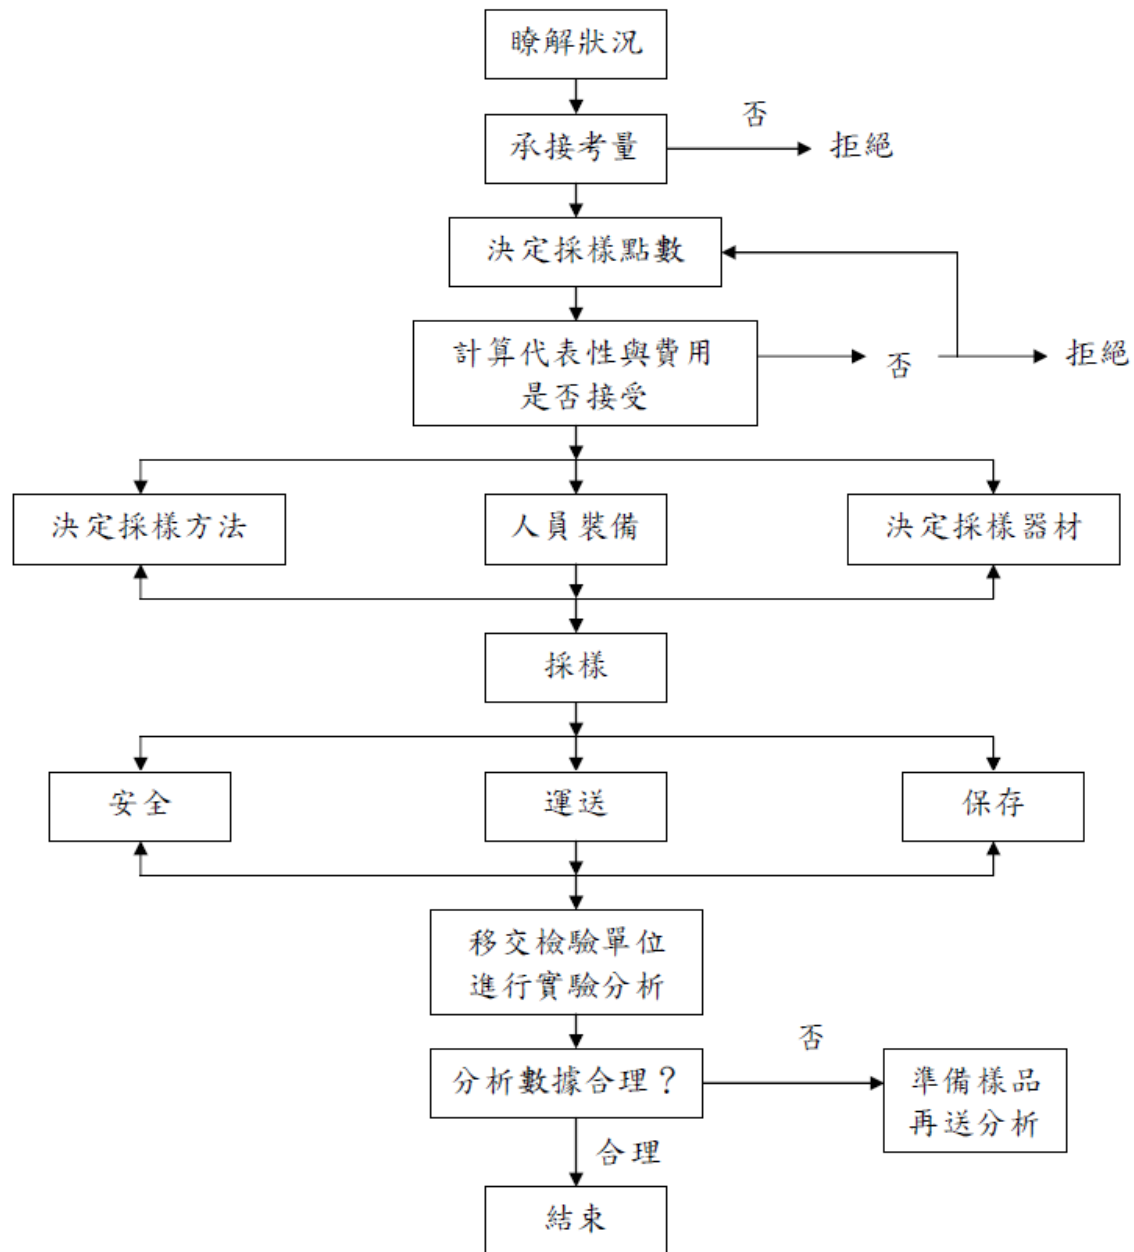 瞭解狀況
否
承接考量
拒絕
決定採樣點數
計算代表性與費用
是否接受
否
拒絕
決定採樣方法
人員裝備
決定採樣器材
採樣
安全
運送
保存
移交檢驗單位
進行實驗分析
否
分析數據合理？
準備樣品
再送分析
合理
結束